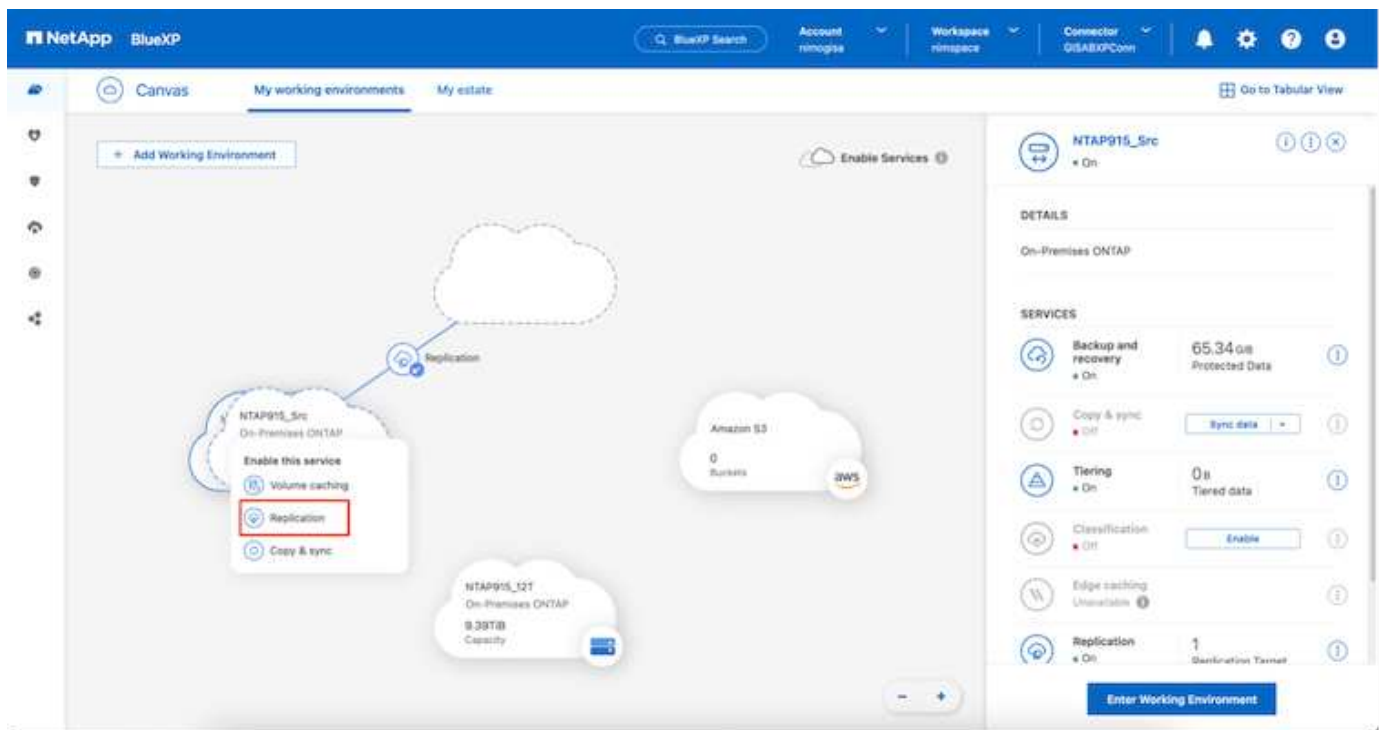 NetApp BlueXP
BlueXP Search
Account
nimogisa
Workspace
nimspace
Connector
GISABXPConn
Canvas
My working environments
My estate
Go to Tabular View
+ Add Working Environment
Enable Services
Replication
NTAP915_Src
On-Premises ONTAP
Enable this service
Volume caching
Replication
Copy & sync
Amazon S3
0
Buckets
aws
NTAP915_12T
On-Premises ONTAP
9.39TiB
Capacity
- +
NTAP915_Src
On
DETAILS
On-Premises ONTAP
SERVICES
Backup and recovery
On
65.34 GiB
Protected Data
Copy & sync
Off
Sync data
Tiering
On
0 B
Tiered data
Classification
Off
Enable
Edge caching
Unavailable
Replication
On
1
Replication Target
Enter Working Environment